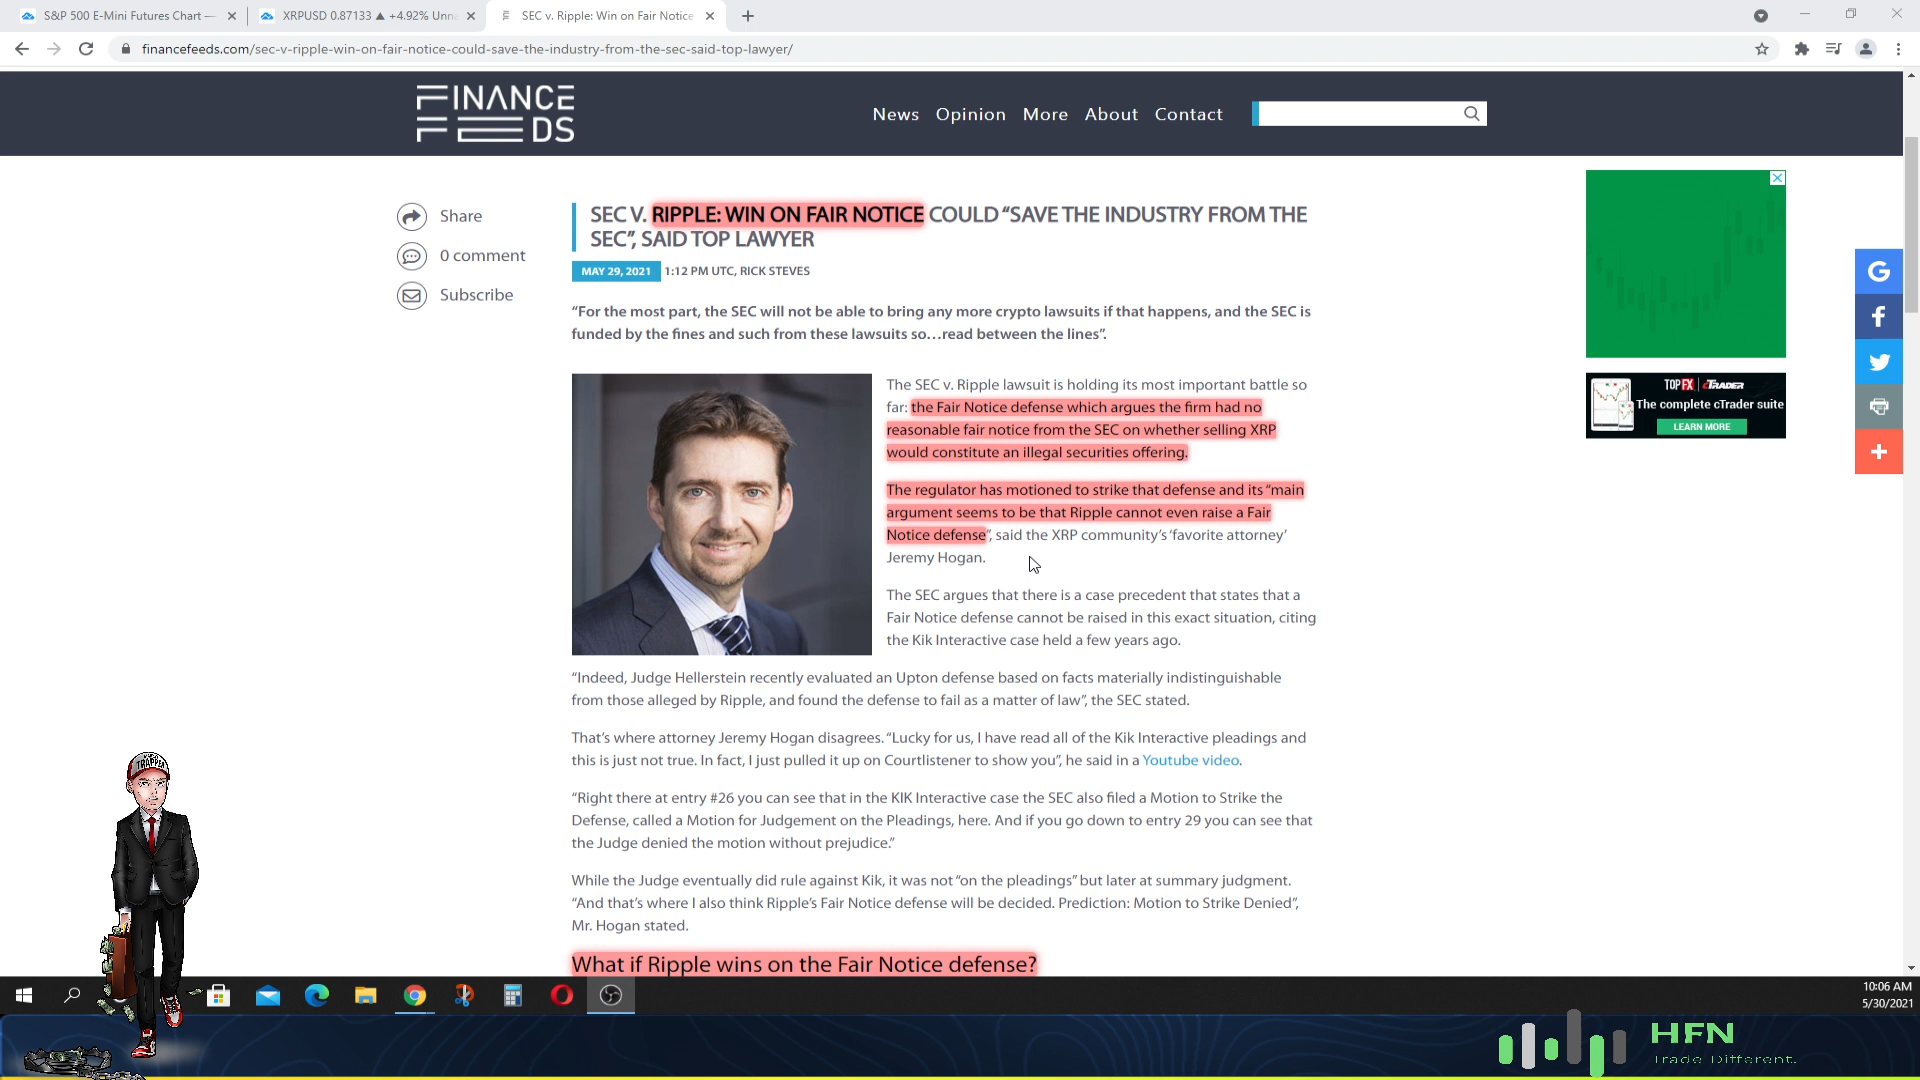 S&P 500 E-Mini Futures Chart —
XRPUSD 0.87133 ▲ +4.92% Unna
SEC v. Ripple: Win on Fair Notice
financefeeds.com/sec-v-ripple-win-on-fair-notice-could-save-the-industry-from-the-sec-said-top-lawyer/
FINANCE
FEEDS
News Opinion More About Contact
Share
0 comment
Subscribe
SEC V. RIPPLE: WIN ON FAIR NOTICE COULD “SAVE THE INDUSTRY FROM THE
SEC”, SAID TOP LAWYER
MAY 29, 2021 1:12 PM UTC, RICK STEVES
“For the most part, the SEC will not be able to bring any more crypto lawsuits if that happens, and the SEC is
funded by the fines and such from these lawsuits so…read between the lines”.
The SEC v. Ripple lawsuit is holding its most important battle so
far: the Fair Notice defense which argues the firm had no
reasonable fair notice from the SEC on whether selling XRP
would constitute an illegal securities offering.
The regulator has motioned to strike that defense and its “main
argument seems to be that Ripple cannot even raise a Fair
Notice defense”, said the XRP community’s ‘favorite attorney’
Jeremy Hogan.
The SEC argues that there is a case precedent that states that a
Fair Notice defense cannot be raised in this exact situation, citing
the Kik Interactive case held a few years ago.
“Indeed, Judge Hellerstein recently evaluated an Upton defense based on facts materially indistinguishable
from those alleged by Ripple, and found the defense to fail as a matter of law”, the SEC stated.
That’s where attorney Jeremy Hogan disagrees. “Lucky for us, I have read all of the Kik Interactive pleadings and
this is just not true. In fact, I just pulled it up on Courtlistener to show you”, he said in a Youtube video.
“Right there at entry #26 you can see that in the KIK Interactive case the SEC also filed a Motion to Strike the
Defense, called a Motion for Judgement on the Pleadings, here. And if you go down to entry 29 you can see that
the Judge denied the motion without prejudice.”
While the Judge eventually did rule against Kik, it was not “on the pleadings” but later at summary judgment.
“And that’s where I also think Ripple’s Fair Notice defense will be decided. Prediction: Motion to Strike Denied”,
Mr. Hogan stated.
What if Ripple wins on the Fair Notice defense?
TOPFX cTRADER
The complete cTrader suite
LEARN MORE
TRAPPER
10:06 AM
5/30/2021
HFN
Trade Different.